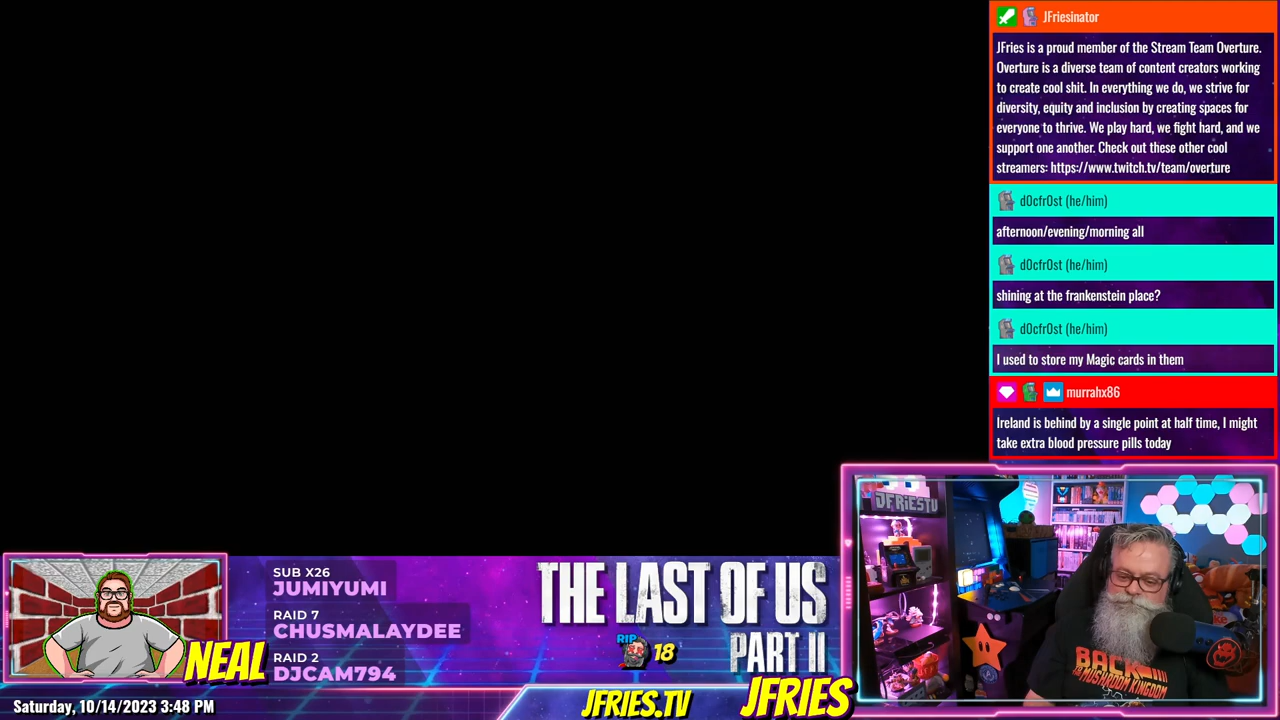 JFriesinator
JFries is a proud member of the Stream Team Overture.
Overture is a diverse team of content creators working
to create cool shit. In everything we do, we strive for
diversity, equity and inclusion by creating spaces for
everyone to thrive. We play hard, we fight hard, and we
support one another. Check out these other cool
streamers: https://www.twitch.tv/team/overture
d0cfr0st (he/him)
afternoon/evening/morning all
d0cfr0st (he/him)
shining at the frankenstein place?
d0cfr0st (he/him)
I used to store my Magic cards in them
murrahx86
Ireland is behind by a single point at half time, I might
take extra blood pressure pills today
JFRIESTV
BACK
MUSHROOM KINGDOM
NEAL
SUB X26
JUMIYUMI
RAID 7
CHUSMALAYDEE
RAID 2
DJCAM794
THE LAST OF US
PART II
RIP
18
JFRIES.TV
JFRIES
Saturday, 10/14/2023 3:48 PM